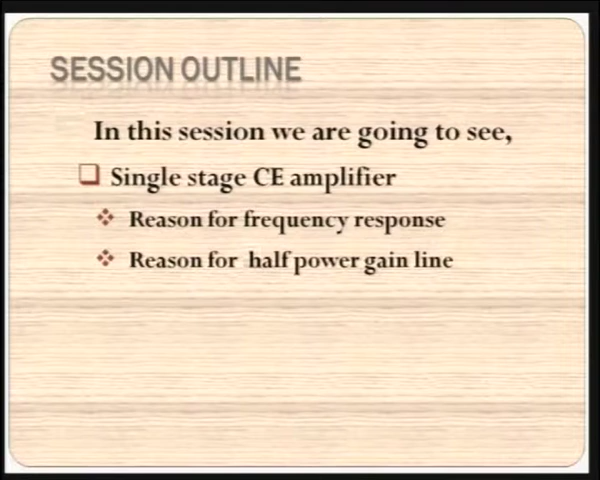 SESSION OUTLINE
In this session we are going to see,
Single stage CE amplifier
Reason for frequency response
Reason for half power gain line